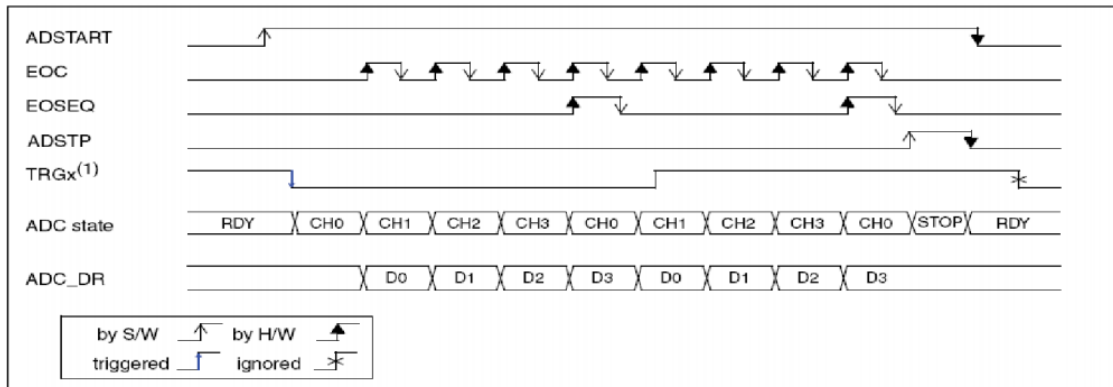 ADSTART
EOC
EOSEQ
ADSTP
TRGx(1)
ADC state RDY CH0 CH1 CH2 CH3 CH0 CH1 CH2 CH3 CH0 STOP RDY
ADC_DR D0 D1 D2 D3 D0 D1 D2 D3
by S/W by H/W
triggered ignored